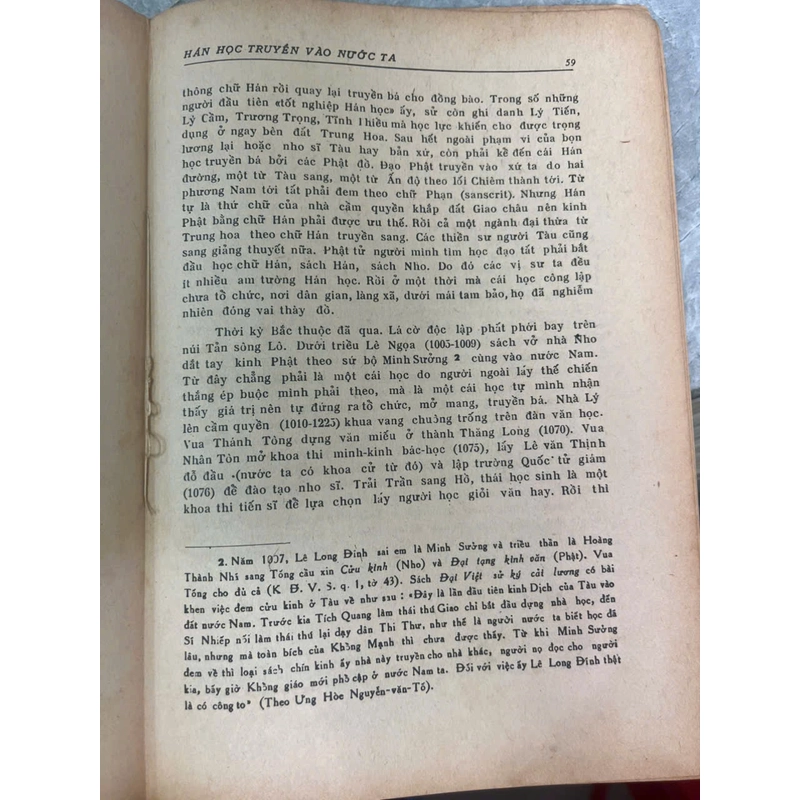 HÁN HỌC TRUYỀN VÀO NƯỚC TA
59
thông chữ Hán rồi quay lại truyền bá cho đồng bào. Trong số những
người đầu tiên «tốt nghiệp Hán học» ấy, sử còn ghi danh Lý Tiến,
Lý Cầm, Trương Trọng, Tinh Thiều mà học lực khiến cho được trọng
dụng ở ngay bên đất Trung Hoa. Sau hết ngoài phạm vi của bọn
lương lại hoặc nho sĩ Tàu hay bản xứ, còn phải kể đến cái Hán
học truyền bá bởi các Phật đồ. Đạo Phật truyền vào xứ ta do hai
đường, một từ Tàu sang, một từ Ấn độ theo lối Chiêm thành tới. Từ
phương Nam tới tất phải đem theo chữ Phạn (sanscrit). Nhưng Hán
tự là thứ chữ của nhà cầm quyền khắp đất Giao châu nên kinh
Phật bằng chữ Hán phải được ưu thế. Rồi cả một ngành đại thừa từ
Trung hoa theo chữ Hán truyền sang. Các thiền sư người Tàu cũng
sang giảng thuyết nữa. Phật tử người mình tìm học đạo tất phải bắt
đầu học chữ Hán, sách Hán, sách Nho. Do đó các vị sư ta đều
ít nhiều am tường Hán học. Rồi ở một thời mà cái học công lập
chưa tổ chức, nơi dân gian, làng xã, dưới mái tam bảo, họ đã nghiễm
nhiên đóng vai thày đồ.
Thời kỳ Bắc thuộc đã qua. Lá cờ độc lập phất phới bay trên
núi Tản sông Lô. Dưới triều Lê Ngọa (1005-1009) sách vở nhà Nho
dắt tay kinh Phật theo sứ bộ Minh Sưởng 2 cùng vào nước Nam.
Từ đây chẳng phải là một cái học do người ngoài lấy thế chiến
thắng ép buộc mình phải theo, mà là một cái học tự mình nhận
thấy giá trị nên tự đứng ra tổ chức, mở mang, truyền bá. Nhà Lý
lên cầm quyền (1010-1225) khua vang chuông trống trên đàn văn học.
Vua Thánh Tông dựng văn miếu ở thành Thăng Long (1070). Vua
Nhân Tôn mở khoa thi minh-kinh bác-học (1075), lấy Lê văn Thịnh
đỗ đầu (nước ta có khoa cử từ đó) và lập trường Quốc tử giám
(1076) để đào tạo nho sĩ. Trải Trần sang Hồ, thái học sinh là một
khoa thi tiến sĩ để lựa chọn lấy người học giỏi văn hay. Rồi thi
2. Năm 1007, Lê Long Đĩnh sai em là Minh Sưởng và triều thần là Hoàng
Thành Nhi sang Tống cầu xin Cửu kinh (Nho) và Đại tạng kinh văn (Phật). Vua
Tống cho đủ cả (K Đ. V. S. q. 1, tờ 43). Sách Đại Việt sử ký cải lương có bài
khen việc đem cửu kinh ở Tàu về như sau : «Đây là lần đầu tiên kinh Dịch của Tàu vào
đất nước Nam. Trước kia Tích Quang làm thái thú Giao chỉ bắt đầu dựng nhà học, đến
Sĩ Nhiếp nối làm thái thú lại dạy dân Thi Thư, như thế là người nước ta biết học đã
lâu, nhưng mà toàn bích của Khổng Mạnh thì chưa được thấy. Từ khi Minh Sưởng
đem về thì loại sách chín kinh ấy nhà này truyền cho nhà khác, người nọ đọc cho người
kia, bấy giờ Khổng giáo mới phổ cập ở nước Nam ta. Đối với việc ấy Lê Long Đĩnh thật
là có công to» (Theo Ưng Hòe Nguyễn-văn-Tố).